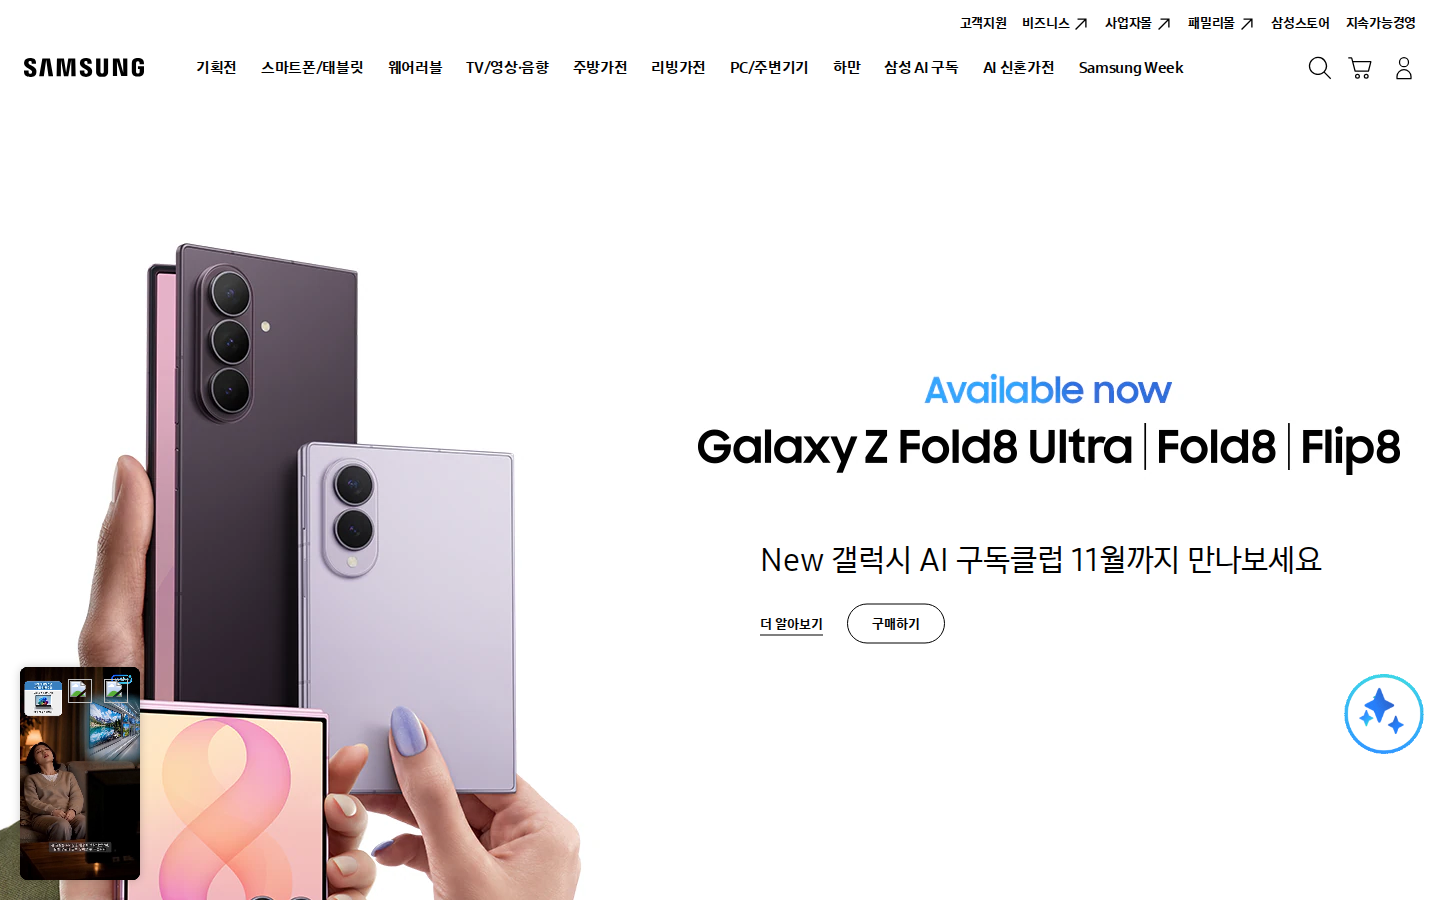 고객지원 비즈니스 사업자몰 패밀리몰 삼성스토어 지속가능경영
SAMSUNG 기획전 스마트폰/태블릿 웨어러블 TV/영상·음향 주방가전 리빙가전 PC/주변기기 하만 삼성 AI 구독 AI 신혼가전 Samsung Week
Available now
Galaxy Z Fold8 Ultra | Fold8 | Flip8
New 갤럭시 AI 구독클럽 11월까지 만나보세요
더 알아보기 구매하기